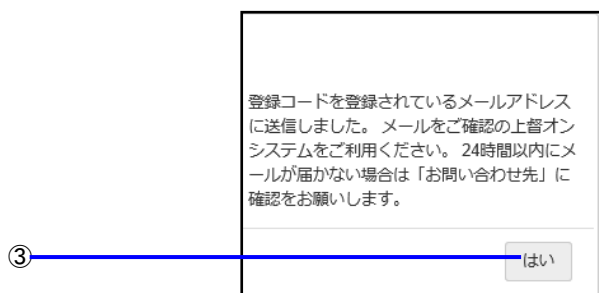 登録コードを登録されているメールアドレス
に送信しました。 メールをご確認の上督オン
システムをご利用ください。 24時間以内にメ
ールが届かない場合は「お問い合わせ先」に
確認をお願いします。
③
はい